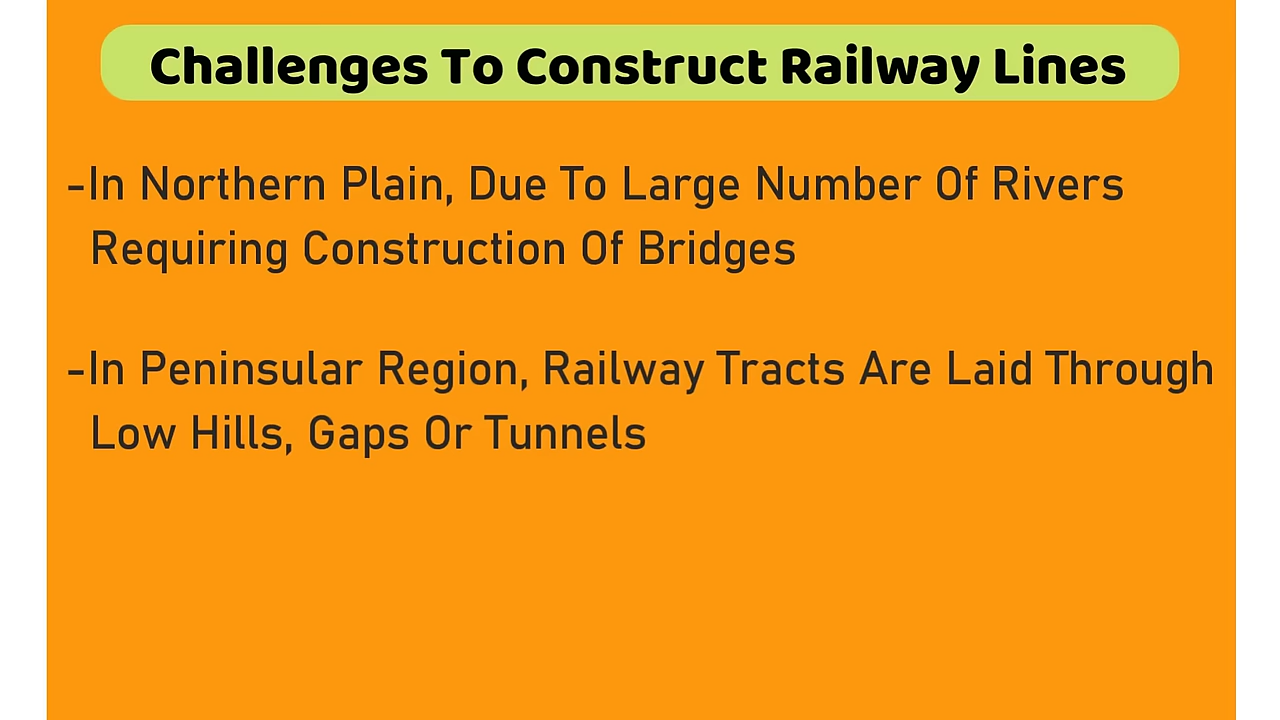 Challenges To Construct Railway Lines
-In Northern Plain, Due To Large Number Of Rivers
Requiring Construction Of Bridges
-In Peninsular Region, Railway Tracts Are Laid Through
Low Hills, Gaps Or Tunnels